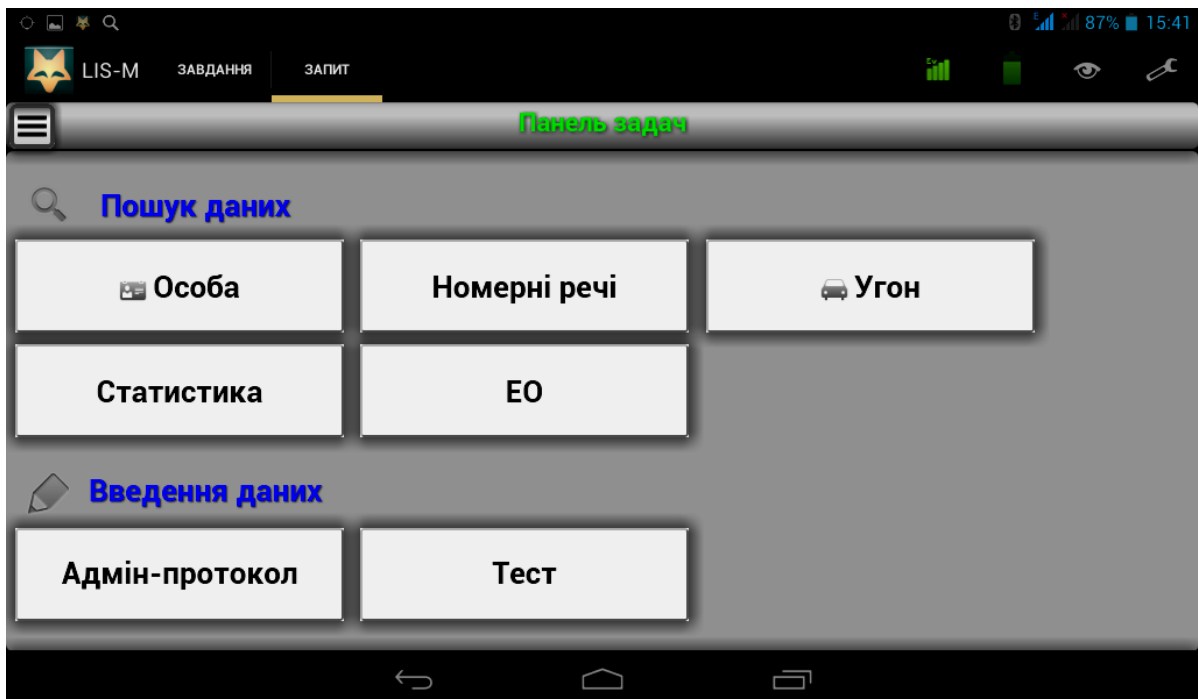 E 87% 15:41
LIS-M ЗАВДАННЯ ЗАПИТ Ev
Панель задач
Пошук даних
Особа Номерні речі Угон
Статистика ЕО
Введення даних
Адмін-протокол Тест